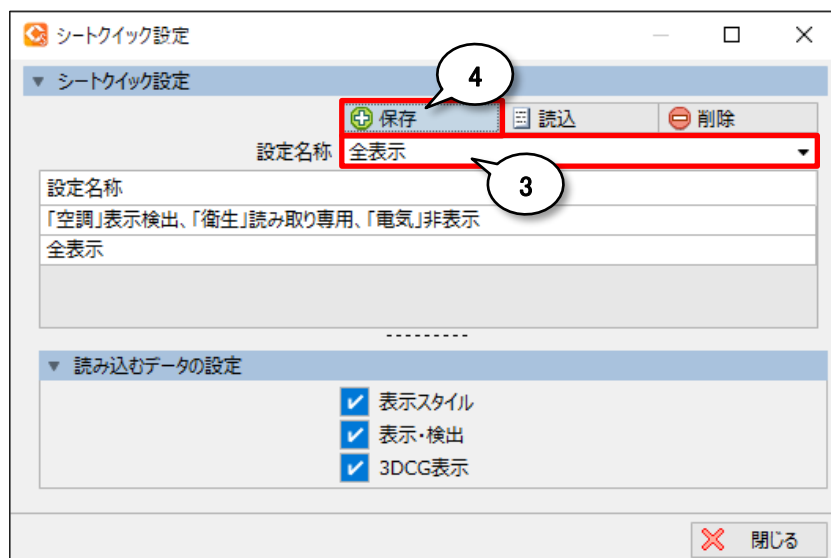 シートクイック設定
シートクイック設定
4
保存 読込 削除
設定名称 全表示
3
設定名称
「空調」表示検出、「衛生」読み取り専用、「電気」非表示
全表示
読み込むデータの設定
表示スタイル
表示・検出
3DCG表示
閉じる